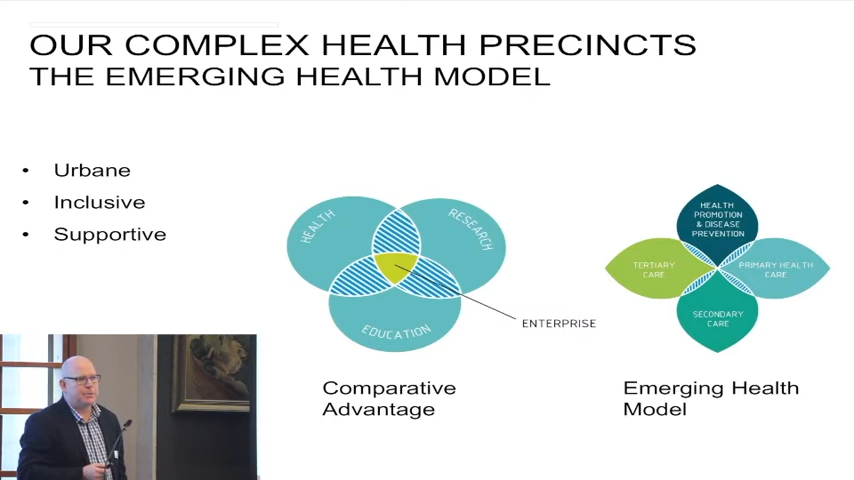 OUR COMPLEX HEALTH PRECINCTS
THE EMERGING HEALTH MODEL
• Urbane
• Inclusive
• Supportive
HEALTH
RESEARCH
EDUCATION
ENTERPRISE
Comparative
Advantage
HEALTH
PROMOTION
& DISEASE
PREVENTION
TERTIARY
CARE
PRIMARY HEALTH
CARE
SECONDARY
CARE
Emerging Health
Model